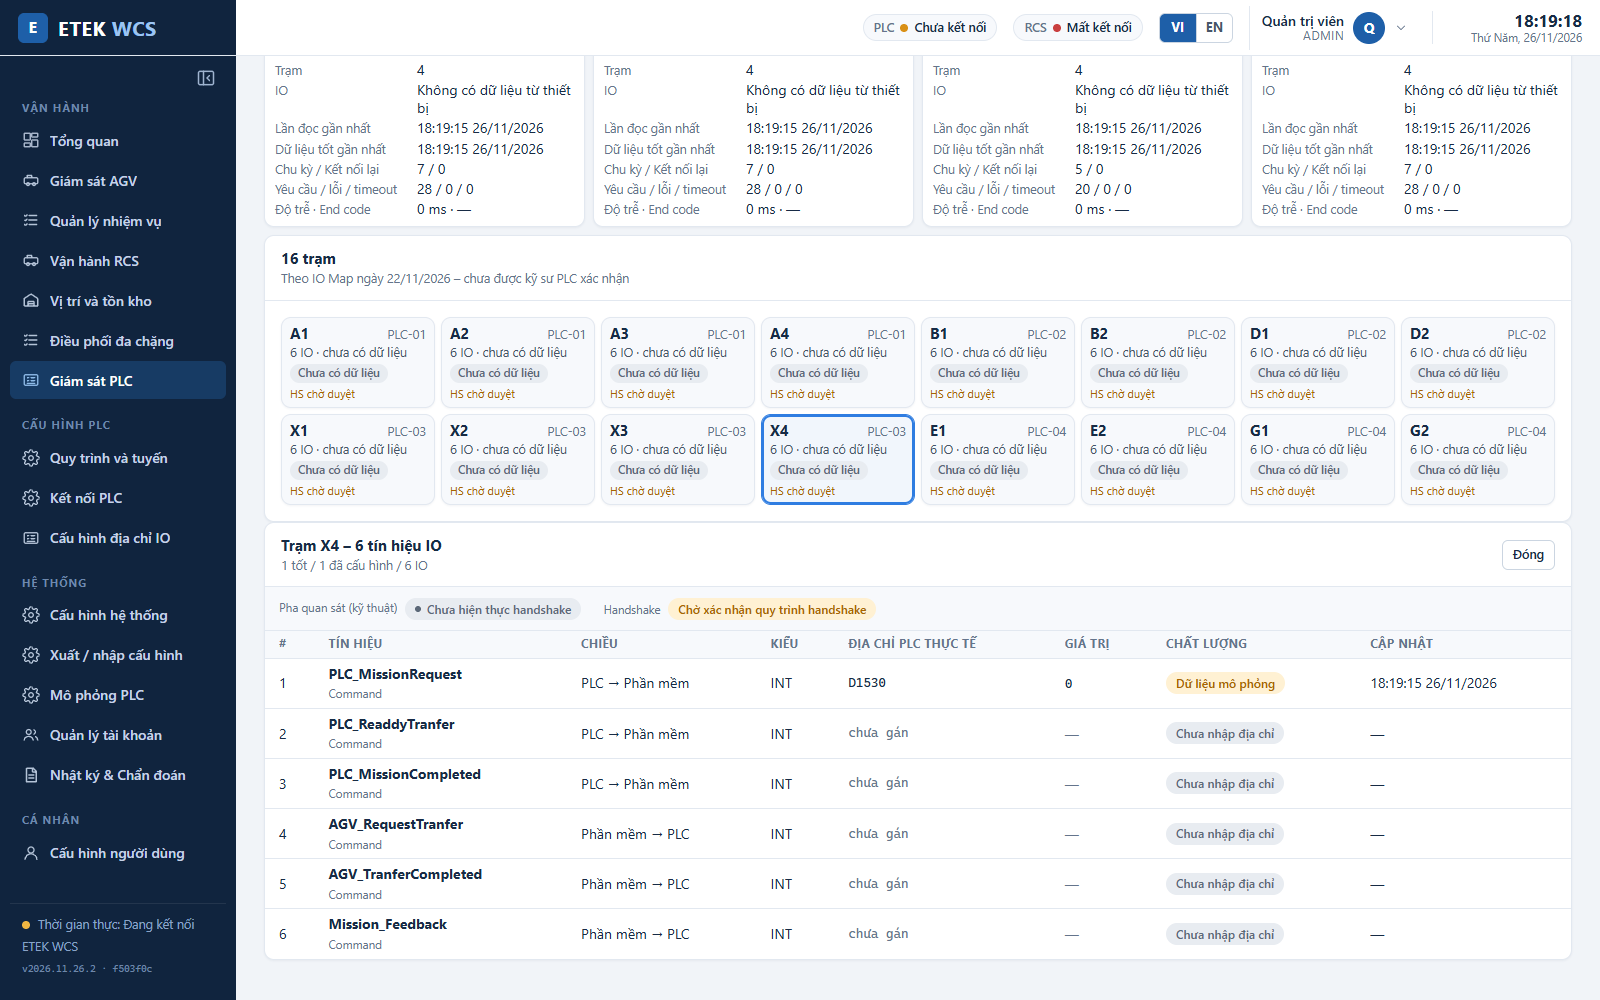 E ETEK WCS
PLC Chưa kết nối
RCS Mất kết nối
VI EN
Quản trị viên
ADMIN
Q
18:19:18
Thứ Năm, 26/11/2026
VẬN HÀNH
Tổng quan
Giám sát AGV
Quản lý nhiệm vụ
Vận hành RCS
Vị trí và tồn kho
Điều phối đa chặng
Giám sát PLC
CẤU HÌNH PLC
Quy trình và tuyến
Kết nối PLC
Cấu hình địa chỉ IO
HỆ THỐNG
Cấu hình hệ thống
Xuất / nhập cấu hình
Mô phỏng PLC
Quản lý tài khoản
Nhật ký & Chẩn đoán
CÁ NHÂN
Cấu hình người dùng
Thời gian thực: Đang kết nối
ETEK WCS
v2026.11.26.2 · f503f0c
Trạm 4
IO Không có dữ liệu từ thiết bị
Lần đọc gần nhất 18:19:15 26/11/2026
Dữ liệu tốt gần nhất 18:19:15 26/11/2026
Chu kỳ / Kết nối lại 7 / 0
Yêu cầu / lỗi / timeout 28 / 0 / 0
Độ trễ · End code 0 ms · —
Trạm 4
IO Không có dữ liệu từ thiết bị
Lần đọc gần nhất 18:19:15 26/11/2026
Dữ liệu tốt gần nhất 18:19:15 26/11/2026
Chu kỳ / Kết nối lại 7 / 0
Yêu cầu / lỗi / timeout 28 / 0 / 0
Độ trễ · End code 0 ms · —
Trạm 4
IO Không có dữ liệu từ thiết bị
Lần đọc gần nhất 18:19:15 26/11/2026
Dữ liệu tốt gần nhất 18:19:15 26/11/2026
Chu kỳ / Kết nối lại 5 / 0
Yêu cầu / lỗi / timeout 20 / 0 / 0
Độ trễ · End code 0 ms · —
Trạm 4
IO Không có dữ liệu từ thiết bị
Lần đọc gần nhất 18:19:15 26/11/2026
Dữ liệu tốt gần nhất 18:19:15 26/11/2026
Chu kỳ / Kết nối lại 7 / 0
Yêu cầu / lỗi / timeout 28 / 0 / 0
Độ trễ · End code 0 ms · —
16 trạm
Theo IO Map ngày 22/11/2026 – chưa được kỹ sư PLC xác nhận
A1 PLC-01
6 IO · chưa có dữ liệu
Chưa có dữ liệu
HS chờ duyệt
A2 PLC-01
6 IO · chưa có dữ liệu
Chưa có dữ liệu
HS chờ duyệt
A3 PLC-01
6 IO · chưa có dữ liệu
Chưa có dữ liệu
HS chờ duyệt
A4 PLC-01
6 IO · chưa có dữ liệu
Chưa có dữ liệu
HS chờ duyệt
B1 PLC-02
6 IO · chưa có dữ liệu
Chưa có dữ liệu
HS chờ duyệt
B2 PLC-02
6 IO · chưa có dữ liệu
Chưa có dữ liệu
HS chờ duyệt
D1 PLC-02
6 IO · chưa có dữ liệu
Chưa có dữ liệu
HS chờ duyệt
D2 PLC-02
6 IO · chưa có dữ liệu
Chưa có dữ liệu
HS chờ duyệt
X1 PLC-03
6 IO · chưa có dữ liệu
Chưa có dữ liệu
HS chờ duyệt
X2 PLC-03
6 IO · chưa có dữ liệu
Chưa có dữ liệu
HS chờ duyệt
X3 PLC-03
6 IO · chưa có dữ liệu
Chưa có dữ liệu
HS chờ duyệt
X4 PLC-03
6 IO · chưa có dữ liệu
Chưa có dữ liệu
HS chờ duyệt
E1 PLC-04
6 IO · chưa có dữ liệu
Chưa có dữ liệu
HS chờ duyệt
E2 PLC-04
6 IO · chưa có dữ liệu
Chưa có dữ liệu
HS chờ duyệt
G1 PLC-04
6 IO · chưa có dữ liệu
Chưa có dữ liệu
HS chờ duyệt
G2 PLC-04
6 IO · chưa có dữ liệu
Chưa có dữ liệu
HS chờ duyệt
Trạm X4 – 6 tín hiệu IO
1 tốt / 1 đã cấu hình / 6 IO
Đóng
Pha quan sát (kỹ thuật) Chưa hiện thực handshake Handshake Chờ xác nhận quy trình handshake
# TÍN HIỆU CHIỀU KIỂU ĐỊA CHỈ PLC THỰC TẾ GIÁ TRỊ CHẤT LƯỢNG CẬP NHẬT
1 PLC_MissionRequest PLC → Phần mềm INT D1530 0 Dữ liệu mô phỏng 18:19:15 26/11/2026
Command
2 PLC_ReaddyTranfer PLC → Phần mềm INT chưa gán — Chưa nhập địa chỉ —
Command
3 PLC_MissionCompleted PLC → Phần mềm INT chưa gán — Chưa nhập địa chỉ —
Command
4 AGV_RequestTranfer Phần mềm → PLC INT chưa gán — Chưa nhập địa chỉ —
Command
5 AGV_TranferCompleted Phần mềm → PLC INT chưa gán — Chưa nhập địa chỉ —
Command
6 Mission_Feedback Phần mềm → PLC INT chưa gán — Chưa nhập địa chỉ —
Command